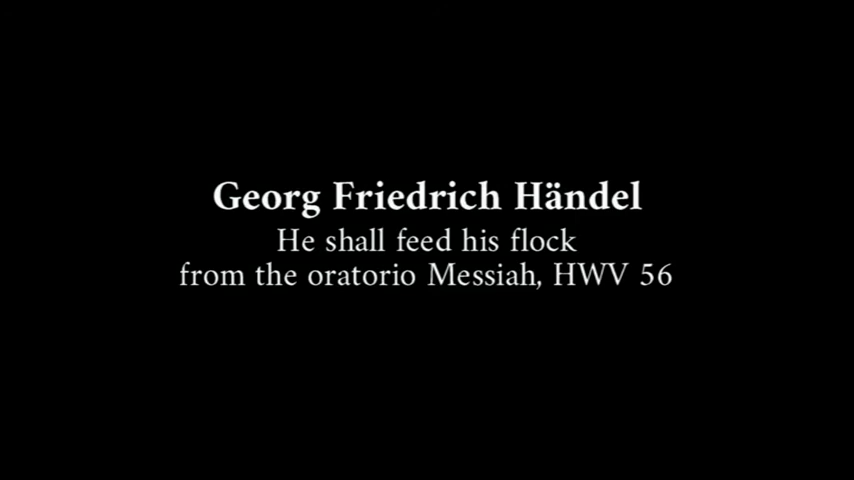 Georg Friedrich Händel
He shall feed his flock
from the oratorio Messiah, HWV 56